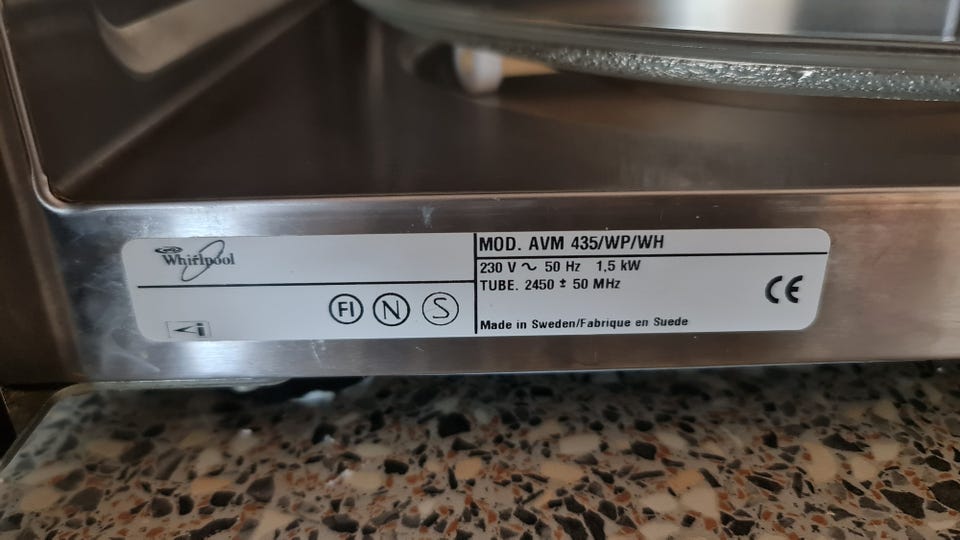 Whirlpool
FI N S
MOD. AVM 435/WP/WH
230 V ~ 50 Hz 1,5 kW
TUBE. 2450 ± 50 MHz
CE
Made in Sweden/Fabrique en Suede